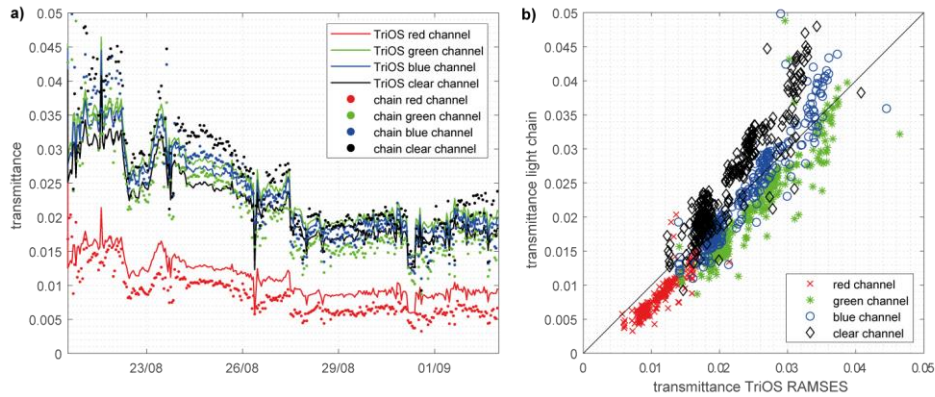 a)
0.05
0.045
0.04
0.035
0.03
0.025
0.02
0.015
0.01
0.005
0
transmittance
23/08
26/08
29/08
01/09
TriOS red channel
TriOS green channel
TriOS blue channel
TriOS clear channel
chain red channel
chain green channel
chain blue channel
chain clear channel
b)
0.05
0.045
0.04
0.035
0.03
0.025
0.02
0.015
0.01
0.005
0
transmittance light chain
0
0.01
0.02
0.03
0.04
0.05
transmittance TriOS RAMSES
red channel
green channel
blue channel
clear channel